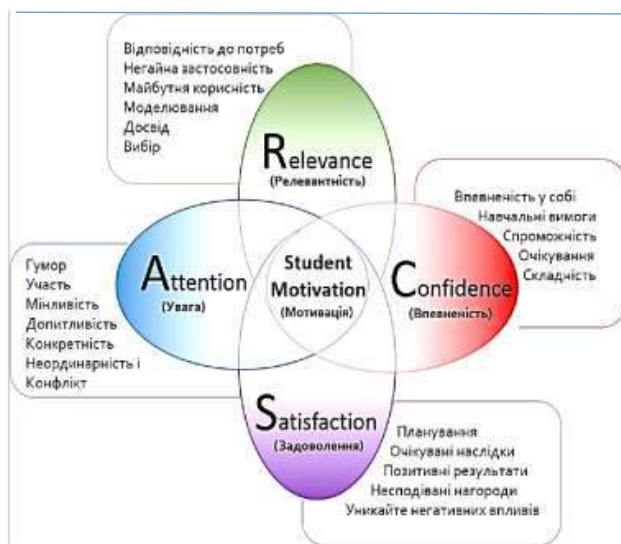 Відповідність до потреб
Негайна застосовність
Майбутня корисність
Моделювання
Досвід
Вибір
Relevance
(Релевантність)
Впевненість у собі
Навчальні вимоги
Спроможність
Очікування
Складність
Гумор
Участь
Мінливість
Допитливість
Конкретність
Неординарність і
Конфлікт
Attention
(Увага)
Student
Motivation
(Мотивація)
Confidence
(Впевненість)
Satisfaction
(Задоволення)
Планування
Очікувані наслідки
Позитивні результати
Несподівані нагороди
Уникайте негативних впливів